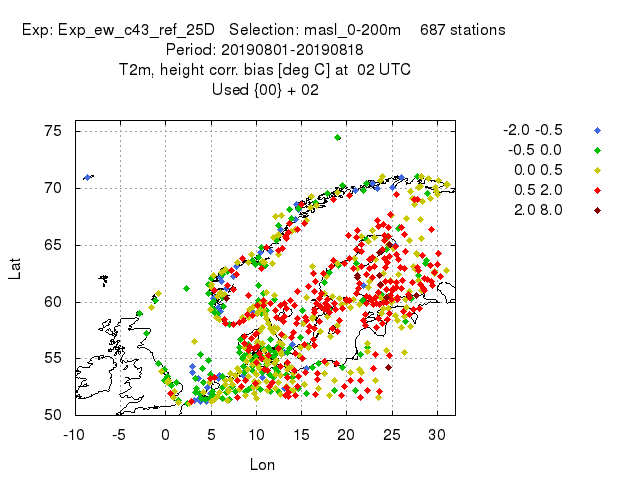 Exp: Exp_ew_c43_ref_25D   Selection: masl_0-200m    687 stations
Period: 20190801-20190818
T2m, height corr. bias [deg C] at  02 UTC
Used {00} + 02
-2.0 -0.5
-0.5 0.0
0.0 0.5
0.5 2.0
2.0 8.0
75
70
65
60
55
50
Lat
-10 -5 0 5 10 15 20 25 30
Lon